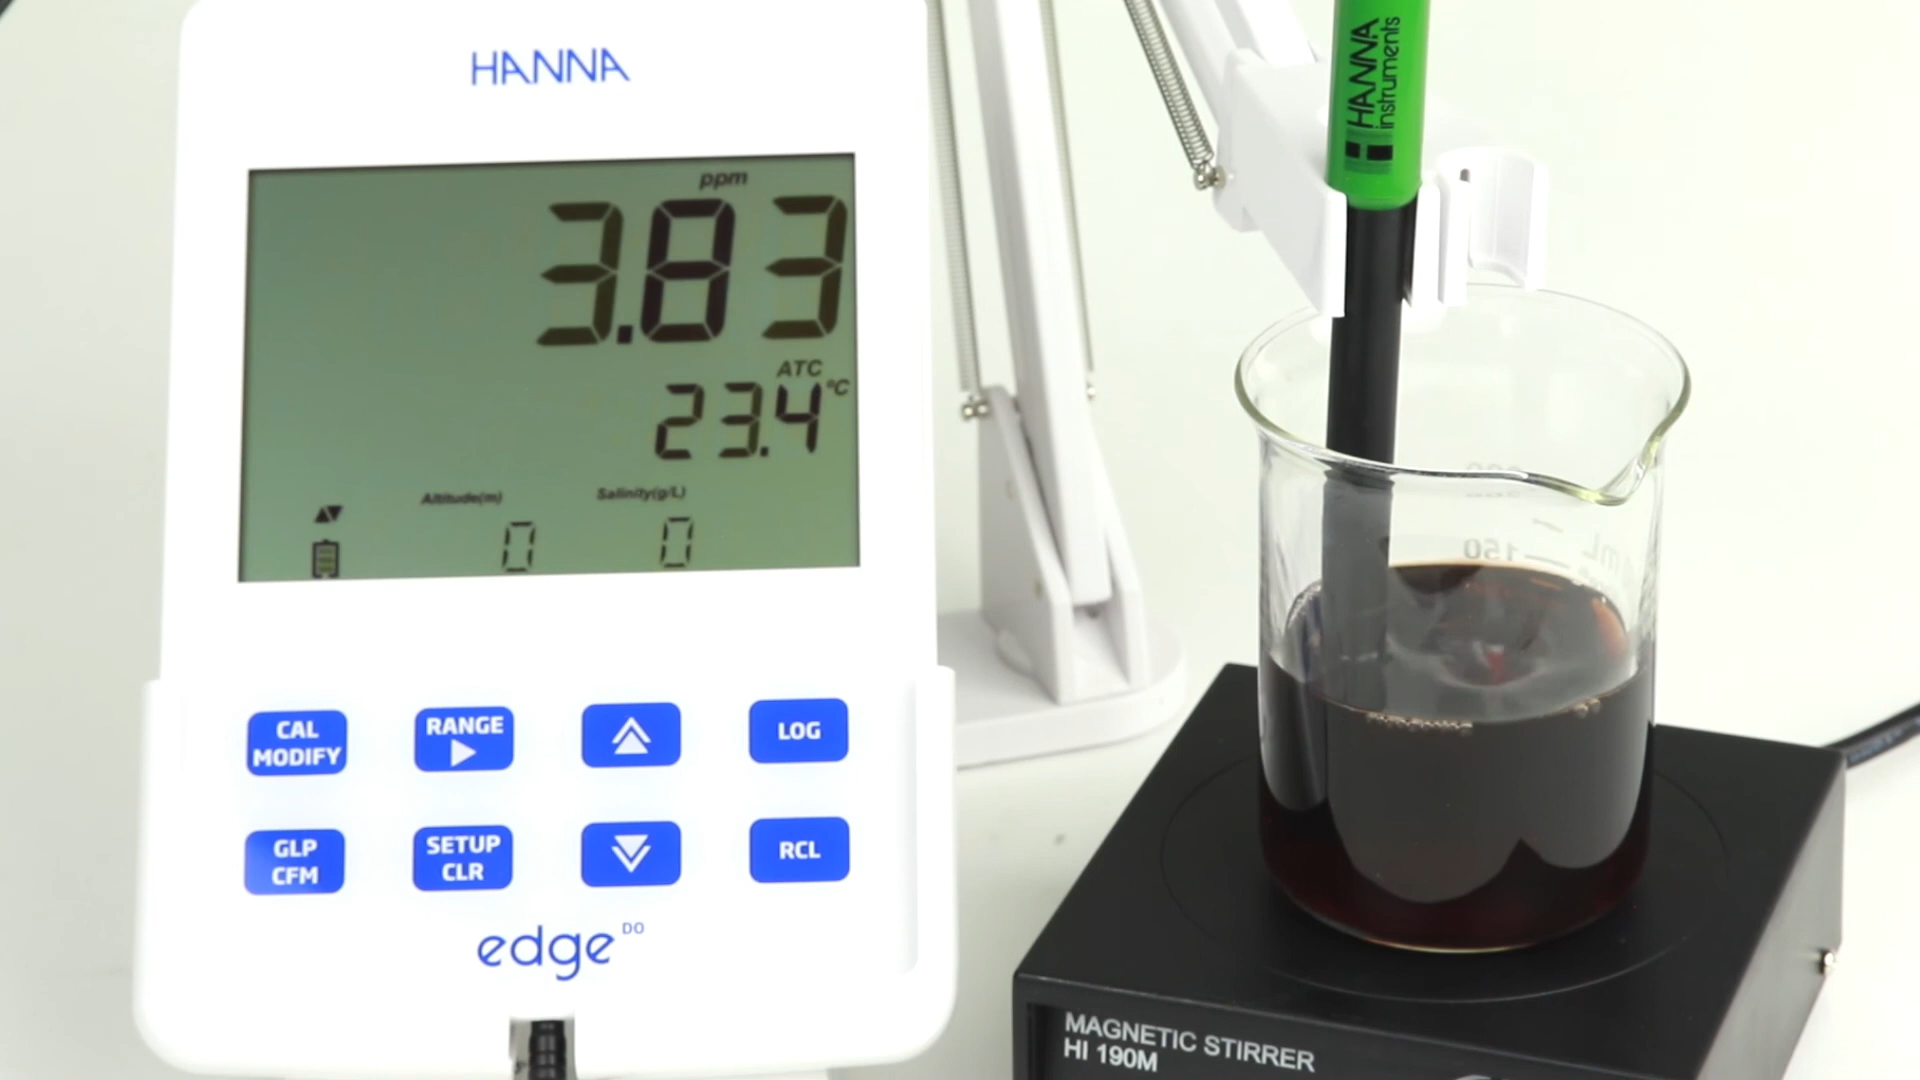 HANNA
ppm
3.83
ATC
23.4 °C
Altitude(m) Salinity(g/L)
0 0
CAL
MODIFY
RANGE
LOG
GLP
CFM
SETUP
CLR
RCL
edge DO
HANNA
instruments
150
mL
MAGNETIC STIRRER
HI 190M